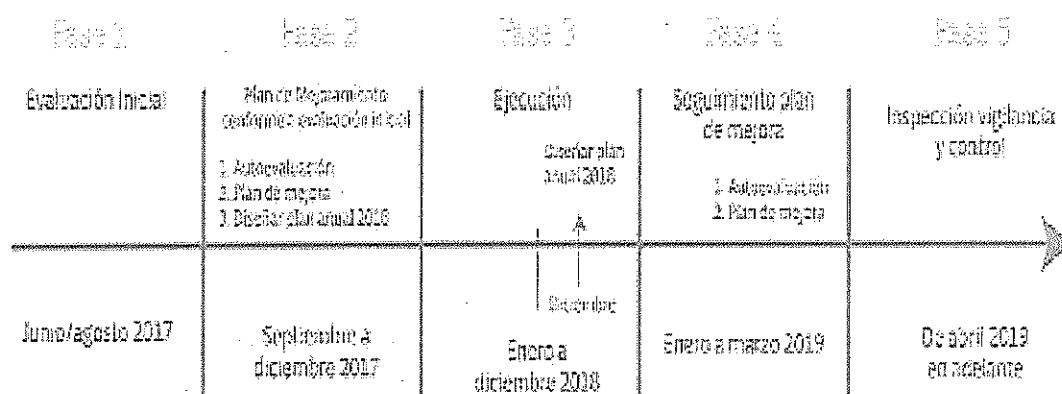 Fase 1
Fase 2
Fase 3
Fase 4
Fase 5
Evaluación Inicial
Plan de Mejoramiento
conforme a evaluación inicial
1. Autoevaluación
2. Plan de mejora
3. Diseñar plan anual 2018
Ejecución
Diseñar plan
anual 2018
Seguimiento plan
de mejora
1. Autoevaluación
2. Plan de mejora
Inspección vigilancia
y control
Junio/agosto 2017
Septiembre a
diciembre 2017
Diciembre
Enero a
diciembre 2018
Enero a marzo 2019
De abril 2019
en adelante